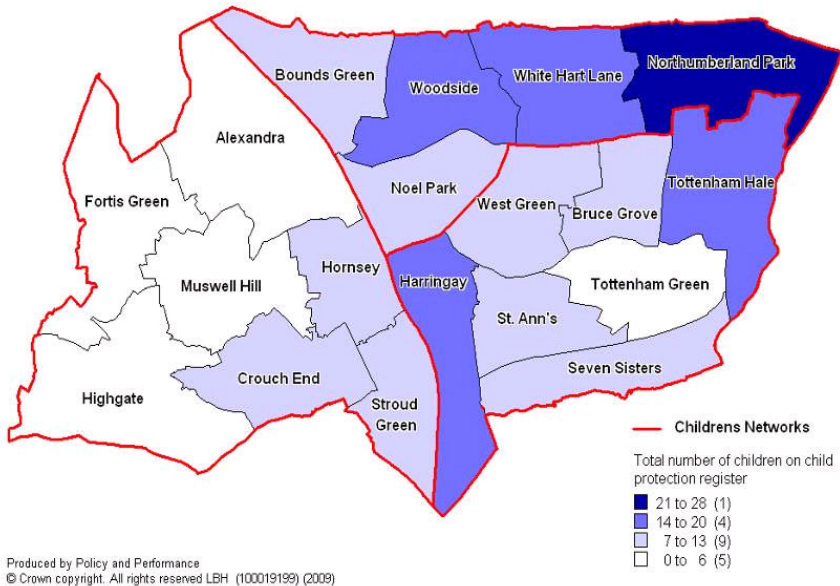 Bounds Green
Woodside
White Hart Lane
Northumberland Park
Alexandra
Fortis Green
Noel Park
West Green
Bruce Grove
Tottenham Hale
Muswell Hill
Hornsey
Harringay
Tottenham Green
St. Ann's
Highgate
Crouch End
Stroud
Green
Seven Sisters
Childrens Networks
Total number of children on child
protection register
21 to 28 (1)
14 to 20 (4)
7 to 13 (9)
0 to 6 (5)
Produced by Policy and Performance
© Crown copyright. All rights reserved LBH (100019199) (2009)